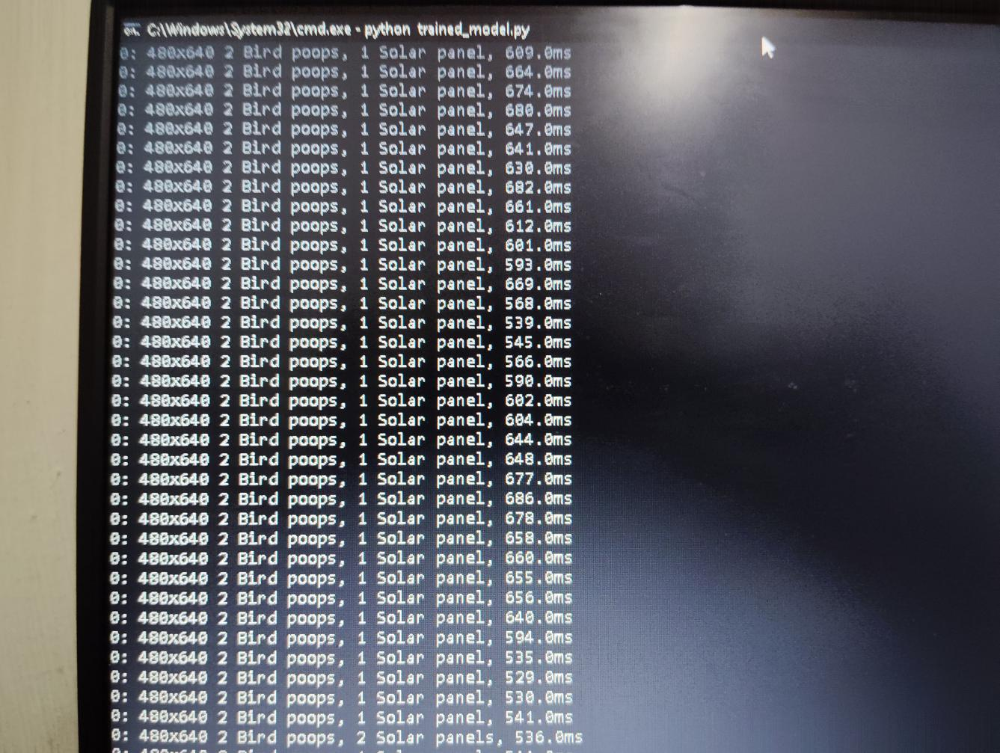 C:\Windows\System32\cmd.exe - python trained_model.py
0: 480x640 2 Bird poops, 1 Solar panel, 609.0ms
0: 480x640 2 Bird poops, 1 Solar panel, 664.0ms
0: 480x640 2 Bird poops, 1 Solar panel, 674.0ms
0: 480x640 2 Bird poops, 1 Solar panel, 680.0ms
0: 480x640 2 Bird poops, 1 Solar panel, 647.0ms
0: 480x640 2 Bird poops, 1 Solar panel, 641.0ms
0: 480x640 2 Bird poops, 1 Solar panel, 630.0ms
0: 480x640 2 Bird poops, 1 Solar panel, 682.0ms
0: 480x640 2 Bird poops, 1 Solar panel, 661.0ms
0: 480x640 2 Bird poops, 1 Solar panel, 612.0ms
0: 480x640 2 Bird poops, 1 Solar panel, 601.0ms
0: 480x640 2 Bird poops, 1 Solar panel, 593.0ms
0: 480x640 2 Bird poops, 1 Solar panel, 669.0ms
0: 480x640 2 Bird poops, 1 Solar panel, 568.0ms
0: 480x640 2 Bird poops, 1 Solar panel, 539.0ms
0: 480x640 2 Bird poops, 1 Solar panel, 545.0ms
0: 480x640 2 Bird poops, 1 Solar panel, 566.0ms
0: 480x640 2 Bird poops, 1 Solar panel, 590.0ms
0: 480x640 2 Bird poops, 1 Solar panel, 602.0ms
0: 480x640 2 Bird poops, 1 Solar panel, 604.0ms
0: 480x640 2 Bird poops, 1 Solar panel, 644.0ms
0: 480x640 2 Bird poops, 1 Solar panel, 648.0ms
0: 480x640 2 Bird poops, 1 Solar panel, 677.0ms
0: 480x640 2 Bird poops, 1 Solar panel, 686.0ms
0: 480x640 2 Bird poops, 1 Solar panel, 678.0ms
0: 480x640 2 Bird poops, 1 Solar panel, 658.0ms
0: 480x640 2 Bird poops, 1 Solar panel, 660.0ms
0: 480x640 2 Bird poops, 1 Solar panel, 655.0ms
0: 480x640 2 Bird poops, 1 Solar panel, 656.0ms
0: 480x640 2 Bird poops, 1 Solar panel, 640.0ms
0: 480x640 2 Bird poops, 1 Solar panel, 594.0ms
0: 480x640 2 Bird poops, 1 Solar panel, 535.0ms
0: 480x640 2 Bird poops, 1 Solar panel, 529.0ms
0: 480x640 2 Bird poops, 1 Solar panel, 530.0ms
0: 480x640 2 Bird poops, 1 Solar panel, 541.0ms
0: 480x640 2 Bird poops, 2 Solar panels, 536.0ms